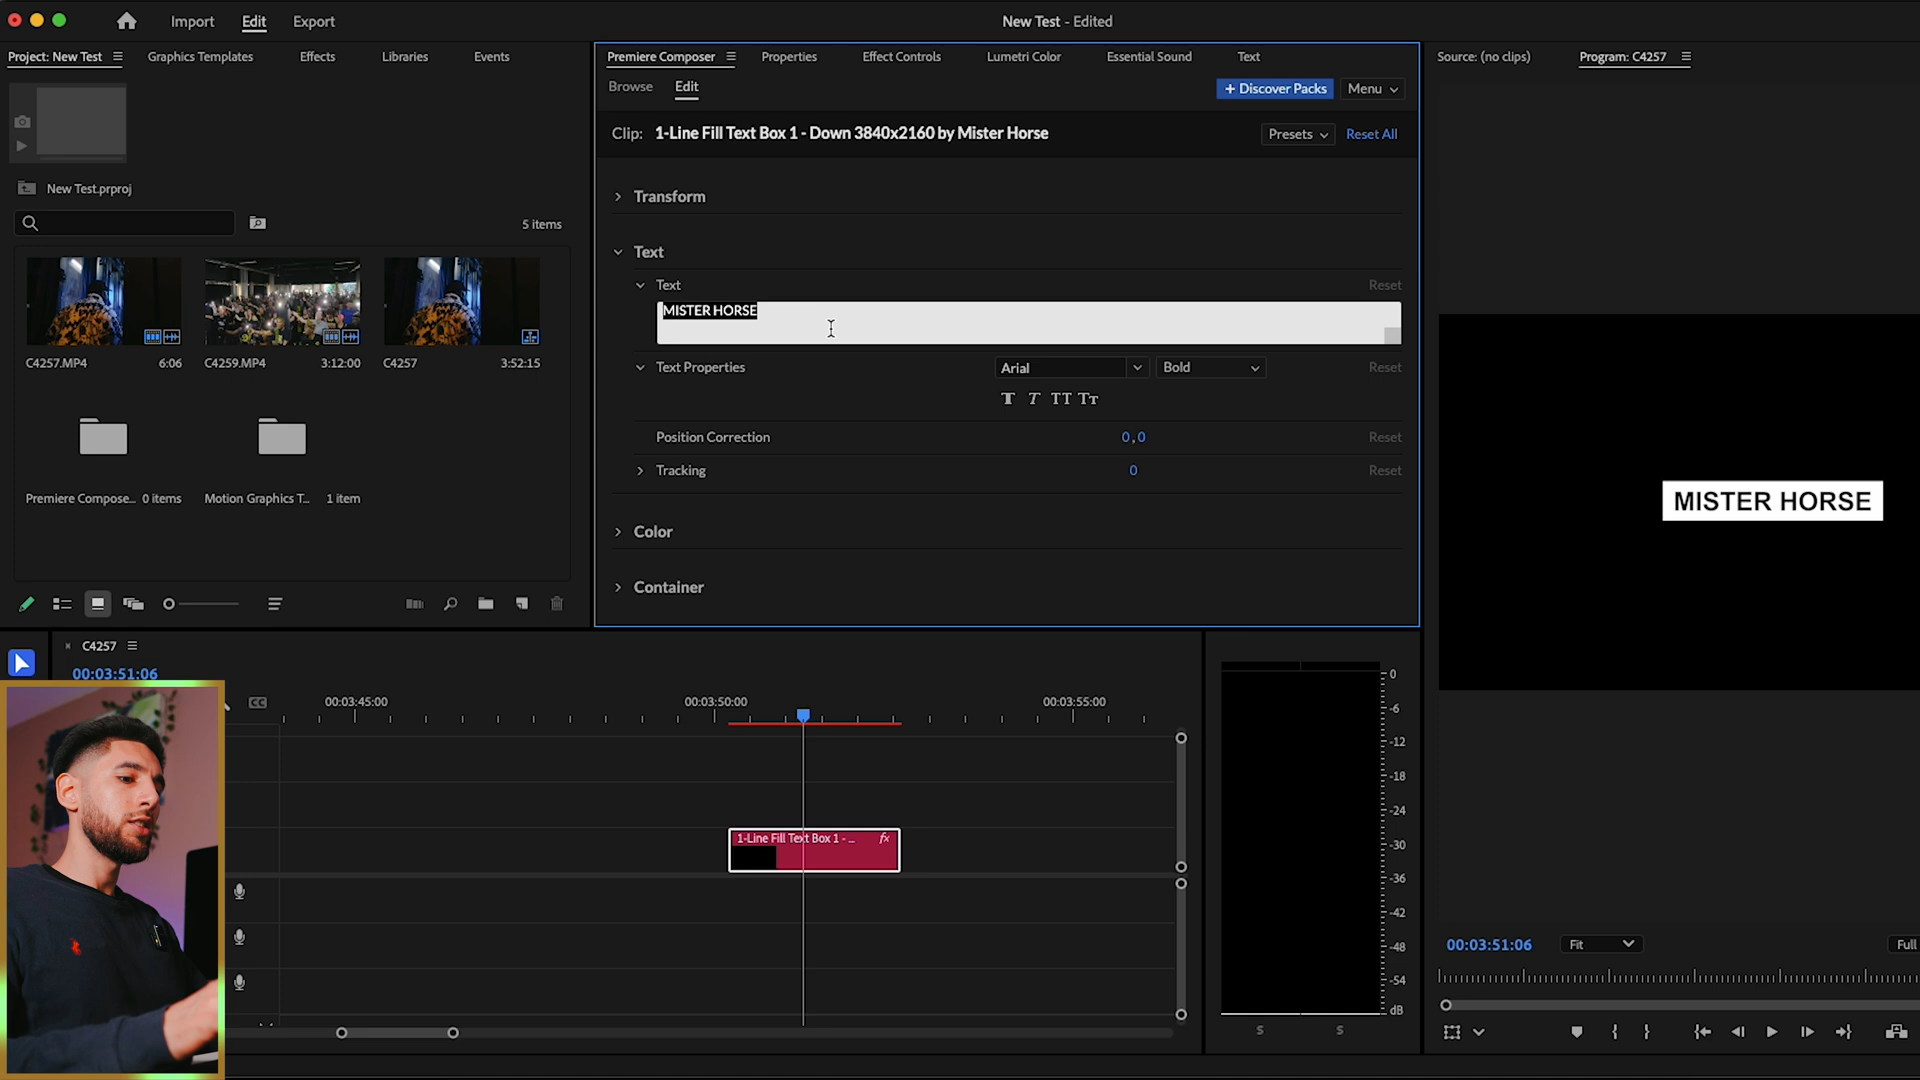 Import
Edit
Export
New Test - Edited
Project: New Test
Graphics Templates
Effects
Libraries
Events
Premiere Composer
Properties
Effect Controls
Lumetri Color
Essential Sound
Text
Source: (no clips)
Program: C4257
Browse
Edit
+ Discover Packs
Menu
Clip: 1-Line Fill Text Box 1 - Down 3840x2160 by Mister Horse
Presets
Reset All
New Test.prproj
5 items
Transform
Text
Text
Reset
MISTER HORSE
Text Properties
Arial
Bold
Reset
T T TT Tт
Position Correction
0,0
Reset
Tracking
0
Reset
Color
Container
C4257.MP4
6:06
C4259.MP4
3:12:00
C4257
3:52:15
Premiere Compose...
0 items
Motion Graphics T...
1 item
MISTER HORSE
C4257
00:03:51:06
CC
00:03:45:00
00:03:50:00
00:03:55:00
1-Line Fill Text Box 1 - ...
fx
0
-6
-12
-18
-24
-30
-36
-42
-48
-54
dB
S
S
00:03:51:06
Fit
Full